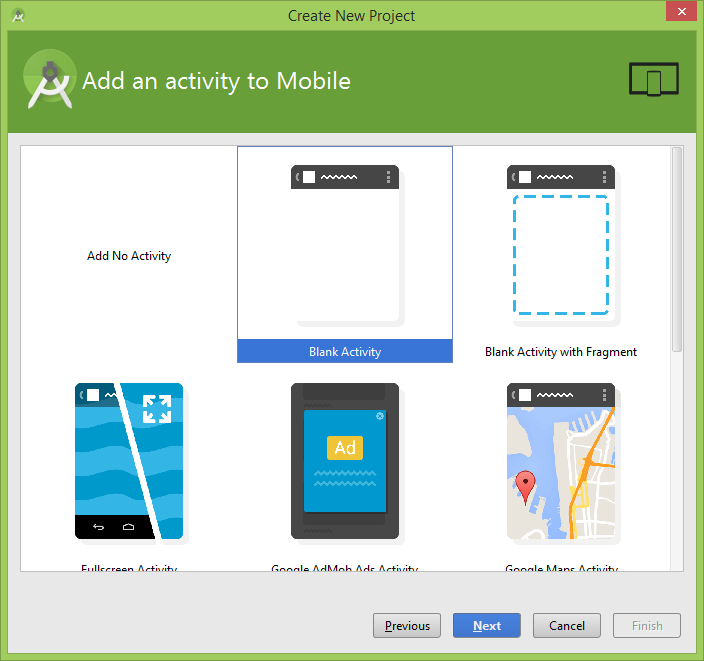 Create New Project
Add an activity to Mobile
Add No Activity
Blank Activity
Blank Activity with Fragment
Ad
Fullscreen Activity
Google AdMob Ads Activity
Google Maps Activity
Previous
Next
Cancel
Finish